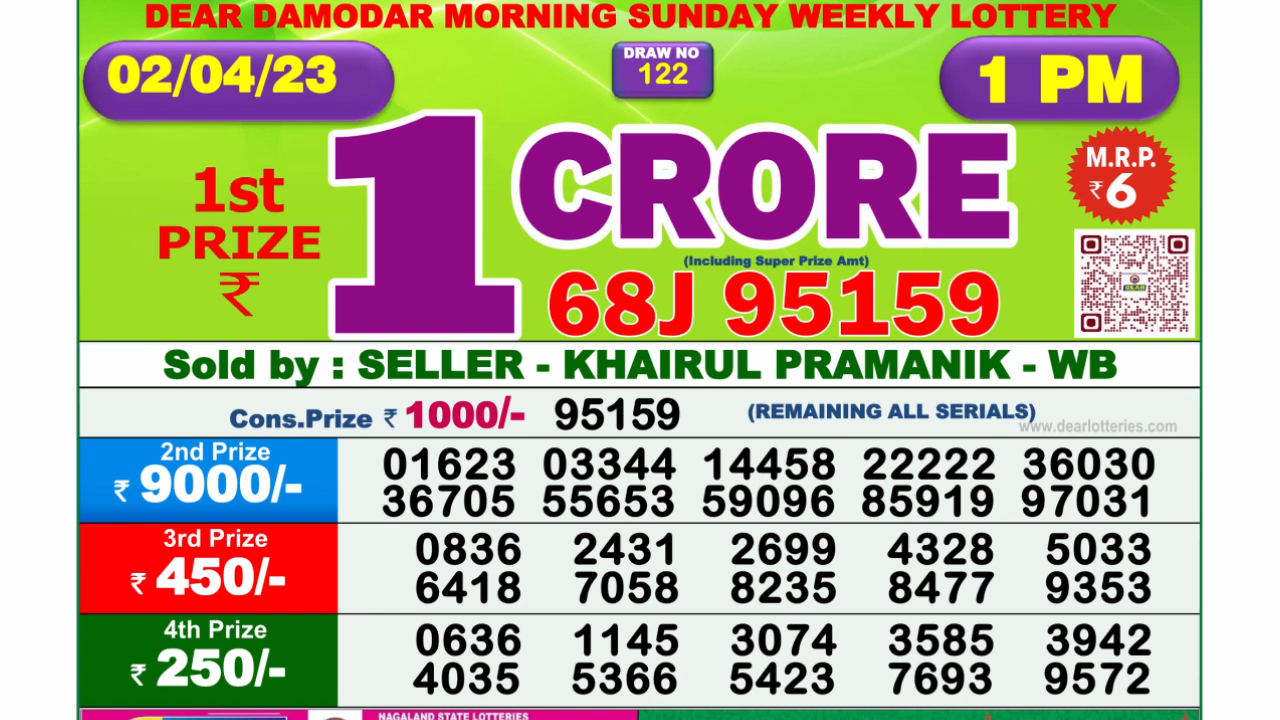 DEAR DAMODAR MORNING SUNDAY WEEKLY LOTTERY
02/04/23
DRAW NO
122
1 PM
1st
PRIZE
₹
1 CRORE
(Including Super Prize Amt)
68J 95159
M.R.P.
₹ 6
Sold by : SELLER - KHAIRUL PRAMANIK - WB
Cons.Prize ₹ 1000/- 95159 (REMAINING ALL SERIALS)
www.dearlotteries.com
2nd Prize
₹ 9000/-
01623 03344 14458 22222 36030
36705 55653 59096 85919 97031
3rd Prize
₹ 450/-
0836 2431 2699 4328 5033
6418 7058 8235 8477 9353
4th Prize
₹ 250/-
0636 1145 3074 3585 3942
4035 5366 5423 7693 9572
NAGALAND STATE LOTTERIES